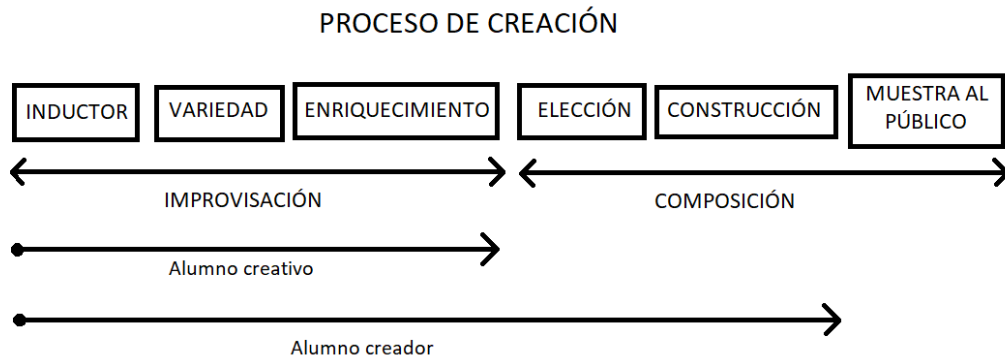 PROCESO DE CREACIÓN
INDUCTOR
VARIEDAD
ENRIQUECIMIENTO
ELECCIÓN
CONSTRUCCIÓN
MUESTRA AL
PÚBLICO
IMPROVISACIÓN
COMPOSICIÓN
Alumno creativo
Alumno creador